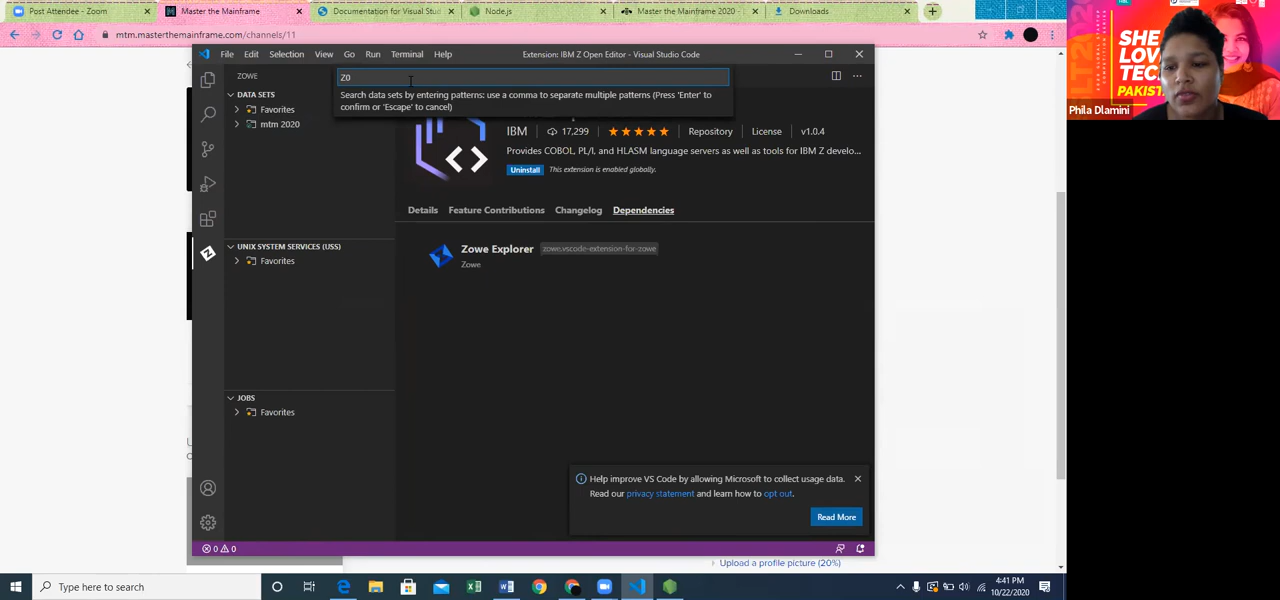 Post Attendee - Zoom
Master the Mainframe
Documentation for Visual Stud
Node.js
Master the Mainframe 2020 -
Downloads
mtm.masterthemainframe.com/channels/11
File Edit Selection View Go Run Terminal Help
Extension: IBM Z Open Editor - Visual Studio Code
ZOWE
Z0
Search data sets by entering patterns: use a comma to separate multiple patterns (Press 'Enter' to
confirm or 'Escape' to cancel)
DATA SETS
Favorites
mtm 2020
IBM 17,299 Repository License v1.0.4
Provides COBOL, PL/I, and HLASM language servers as well as tools for IBM Z develo...
Uninstall This extension is enabled globally.
Details Feature Contributions Changelog Dependencies
Zowe Explorer zowe.vscode-extension-for-zowe
Zowe
UNIX SYSTEM SERVICES (USS)
Favorites
JOBS
Favorites
Help improve VS Code by allowing Microsoft to collect usage data.
Read our privacy statement and learn how to opt out.
Read More
0 0
Upload a profile picture (20%)
Type here to search
4:41 PM
10/22/2020
SHE
LOV
TEC
PAKIST
Phila Dlamini